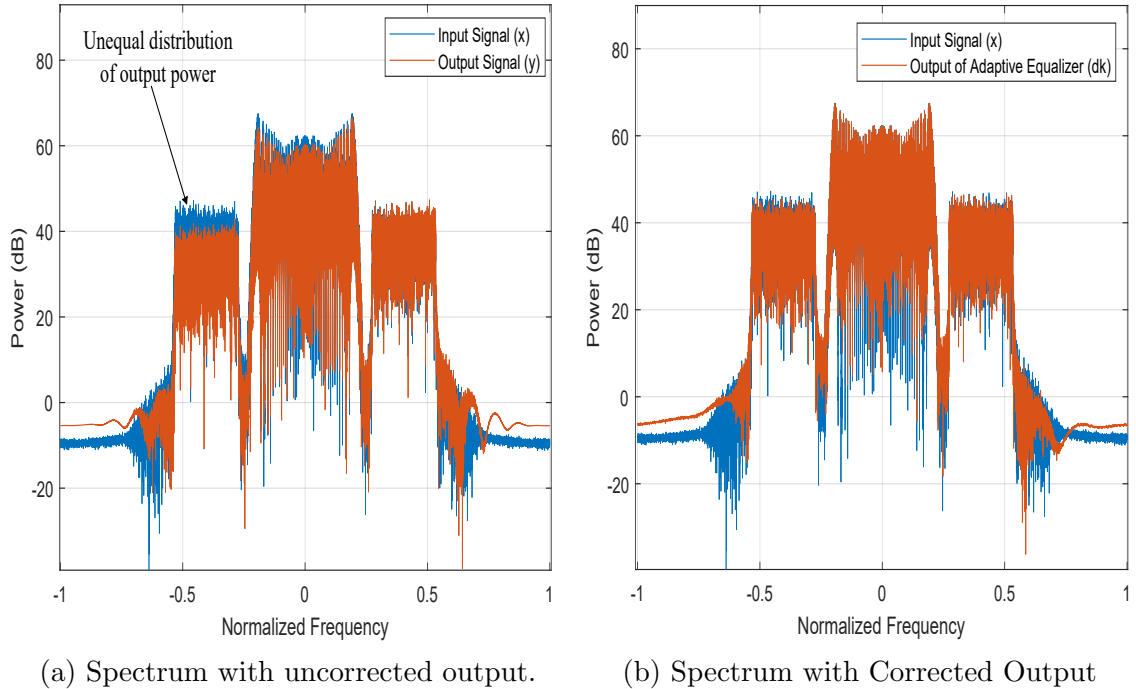 Unequal distribution
of output power
Input Signal (x)
Output Signal (y)
80
60
40
20
0
-20
Power (dB)
-1
-0.5
0
0.5
1
Normalized Frequency
(a) Spectrum with uncorrected output.
Input Signal (x)
Output of Adaptive Equalizer (dk)
80
60
40
20
0
-20
Power (dB)
-1
-0.5
0
0.5
1
Normalized Frequency
(b) Spectrum with Corrected Output